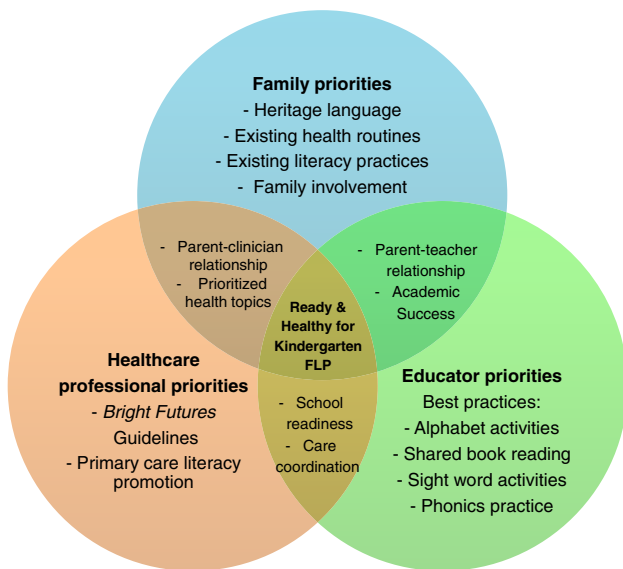 Family priorities
- Heritage language
- Existing health routines
- Existing literacy practices
- Family involvement
- Parent-clinician
relationship
- Prioritized
health topics
- Parent-teacher
relationship
- Academic
Success
Ready &
Healthy for
Kindergarten
FLP
Healthcare
professional priorities
- Bright Futures
Guidelines
- Primary care literacy
promotion
- School
readiness
- Care
coordination
Educator priorities
Best practices:
- Alphabet activities
- Shared book reading
- Sight word activities
- Phonics practice